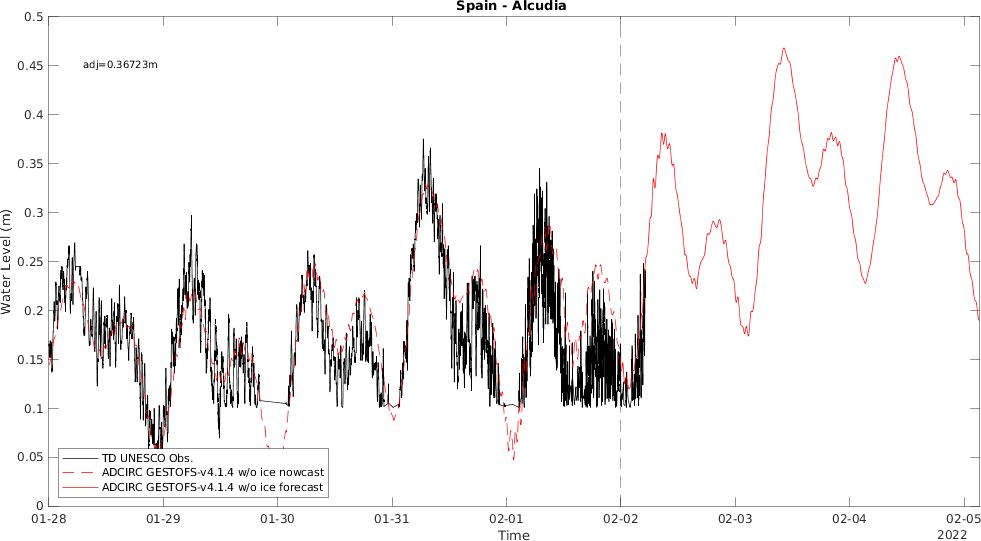 Spain - Alcudia
adj=0.36723m
Water Level (m)
0.5
0.45
0.4
0.35
0.3
0.25
0.2
0.15
0.1
0.05
0
TD UNESCO Obs.
ADCIRC GESTOFS-v4.1.4 w/o ice nowcast
ADCIRC GESTOFS-v4.1.4 w/o ice forecast
01-28 01-29 01-30 01-31 02-01 02-02 02-03 02-04 02-05
Time
2022